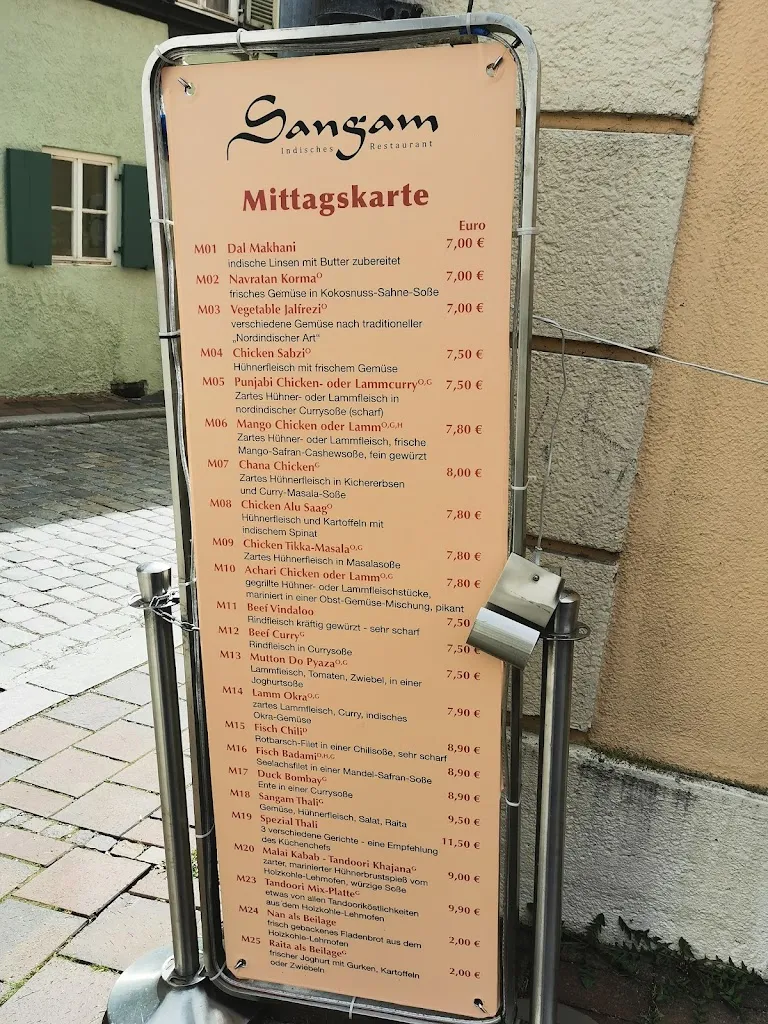 Sangam
Indisches Restaurant
Mittagskarte
Euro
M01 Dal Makhani 7,00 €
indische Linsen mit Butter zubereitet
M02 Navratan Korma^O 7,00 €
frisches Gemüse in Kokosnuss-Sahne-Soße
M03 Vegetable Jalfrezi^O 7,00 €
verschiedene Gemüse nach traditioneller
„Nordindischer Art“
M04 Chicken Sabzi^O 7,50 €
Hühnerfleisch mit frischem Gemüse
M05 Punjabi Chicken- oder Lammcurry^O,G 7,50 €
Zartes Hühner- oder Lammfleisch in
nordindischer Currysoße (scharf)
M06 Mango Chicken oder Lamm^O,G,H 7,80 €
Zartes Hühner- oder Lammfleisch, frische
Mango-Safran-Cashewsoße, fein gewürzt
M07 Chana Chicken^G 8,00 €
Zartes Hühnerfleisch in Kichererbsen
und Curry-Masala-Soße
M08 Chicken Alu Saag^O 7,80 €
Hühnerfleisch und Kartoffeln mit
indischem Spinat
M09 Chicken Tikka-Masala^O,G 7,80 €
Zartes Hühnerfleisch in Masalasoße
M10 Achari Chicken oder Lamm^O,G 7,80 €
gegrillte Hühner- oder Lammfleischstücke,
mariniert in einer Obst-Gemüse-Mischung, pikant
M11 Beef Vindaloo 7,50
Rindfleisch kräftig gewürzt - sehr scharf
M12 Beef Curry^G 7,50 €
Rindfleisch in Currysoße
M13 Mutton Do Pyaza^O,G 7,50 €
Lammfleisch, Tomaten, Zwiebel, in einer
Joghurtsoße
M14 Lamm Okra^O,G 7,90 €
zartes Lammfleisch, Curry, indisches
Okra-Gemüse
M15 Fisch Chili^D 8,90 €
Rotbarsch-Filet in einer Chilisoße, sehr scharf
M16 Fisch Badami^D,H,G 8,90 €
Seelachsfilet in einer Mandel-Safran-Soße
M17 Duck Bombay^G 8,90 €
Ente in einer Currysoße
M18 Sangam Thali^G 9,50 €
Gemüse, Hühnerfleisch, Salat, Raita
M19 Spezial Thali 11,50 €
3 verschiedene Gerichte - eine Empfehlung
des Küchenchefs
M20 Malai Kabab - Tandoori Khajana^G 9,00 €
zarter, marinierter Hühnerbrustspieß vom
Holzkohle-Lehmofen, würzige Soße
M23 Tandoori Mix-Platte^G 9,90 €
etwas von allen Tandooriköstlichkeiten
aus dem Holzkohle-Lehmofen
M24 Nan als Beilage 2,00 €
frisch gebackenes Fladenbrot aus dem
Holzkohle-Lehmofen
M25 Raita als Beilage^G 2,00 €
frischer Joghurt mit Gurken, Kartoffeln
oder Zwiebeln